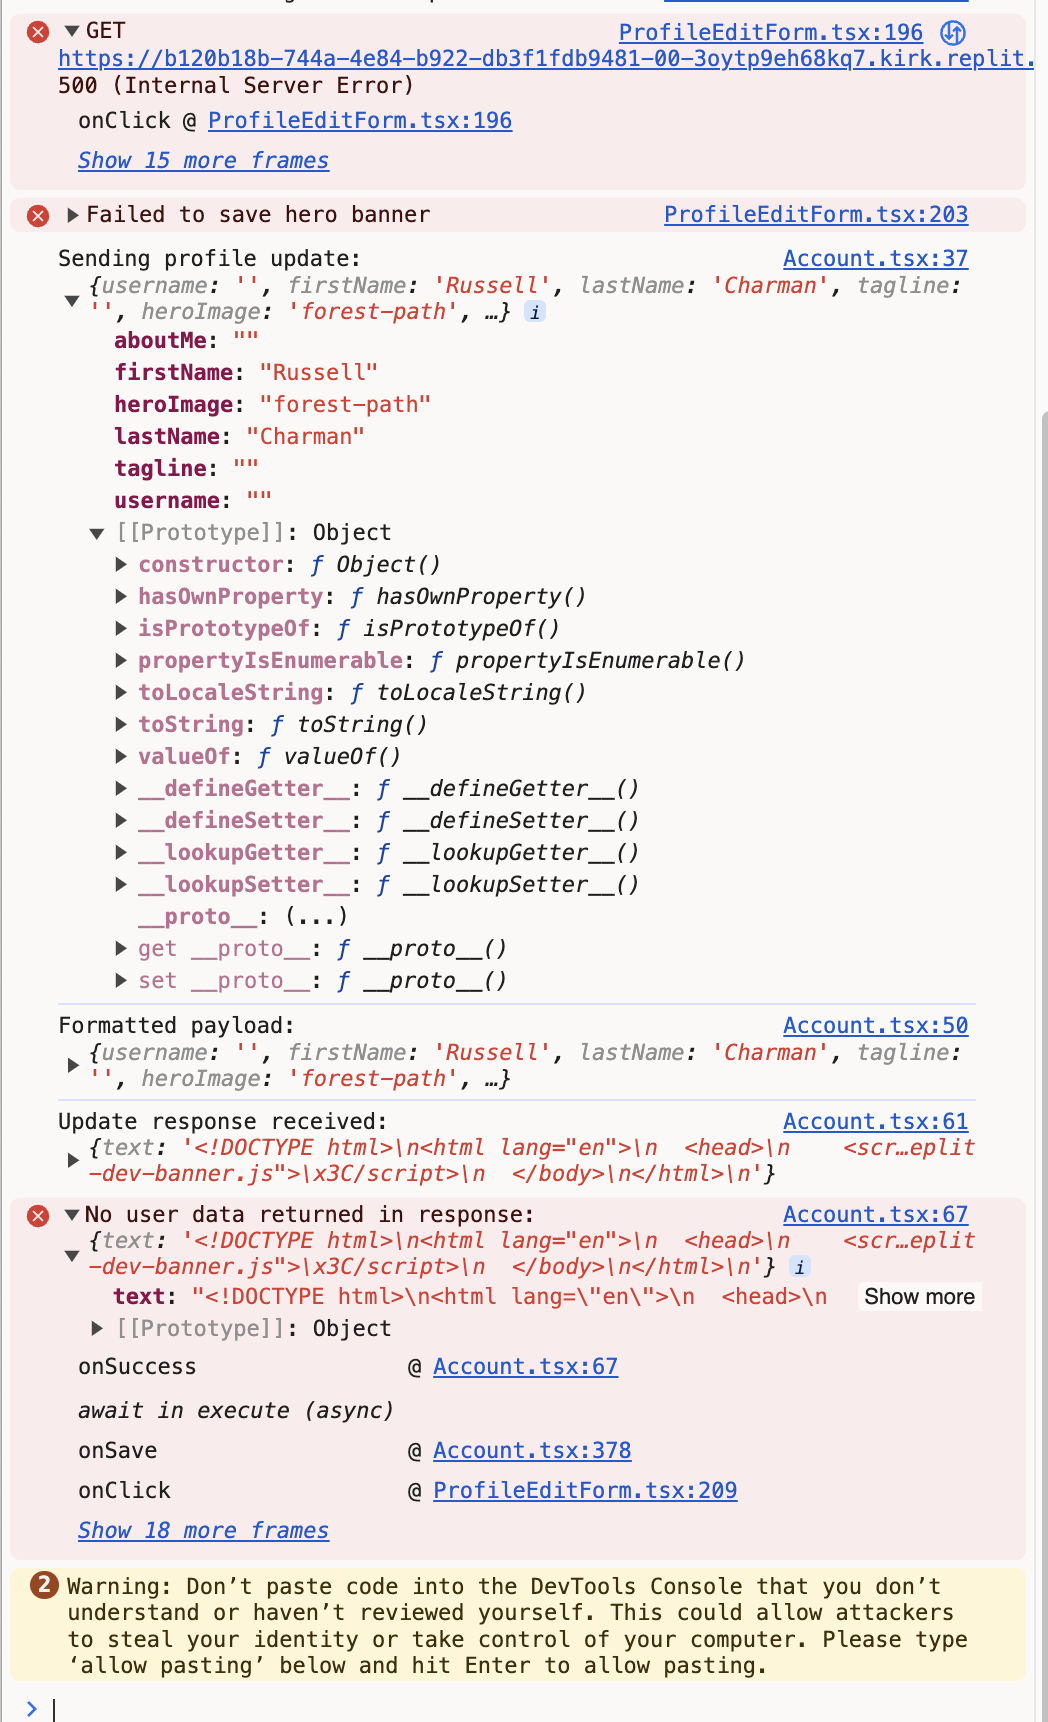 GET ProfileEditForm.tsx:196
https://b120b18b-744a-4e84-b922-db3f1fdb9481-00-3oytp9eh68kq7.kirk.replit.
500 (Internal Server Error)
onClick @ ProfileEditForm.tsx:196
Show 15 more frames
Failed to save hero banner ProfileEditForm.tsx:203
Sending profile update: Account.tsx:37
{username: '', firstName: 'Russell', lastName: 'Charman', tagline:
'', heroImage: 'forest-path', …} i
aboutMe: ""
firstName: "Russell"
heroImage: "forest-path"
lastName: "Charman"
tagline: ""
username: ""
[[Prototype]]: Object
constructor: ƒ Object()
hasOwnProperty: ƒ hasOwnProperty()
isPrototypeOf: ƒ isPrototypeOf()
propertyIsEnumerable: ƒ propertyIsEnumerable()
toLocaleString: ƒ toLocaleString()
toString: ƒ toString()
valueOf: ƒ valueOf()
__defineGetter__: ƒ __defineGetter__()
__defineSetter__: ƒ __defineSetter__()
__lookupGetter__: ƒ __lookupGetter__()
__lookupSetter__: ƒ __lookupSetter__()
__proto__: (...)
get __proto__: ƒ __proto__()
set __proto__: ƒ __proto__()
Formatted payload: Account.tsx:50
{username: '', firstName: 'Russell', lastName: 'Charman', tagline:
'', heroImage: 'forest-path', …}
Update response received: Account.tsx:61
{text: '<!DOCTYPE html>\n<html lang="en">\n  <head>\n    <scr…eplit
-dev-banner.js">\x3C/script>\n  </body>\n</html>\n'}
No user data returned in response: Account.tsx:67
{text: '<!DOCTYPE html>\n<html lang="en">\n  <head>\n    <scr…eplit
-dev-banner.js">\x3C/script>\n  </body>\n</html>\n'} i
text: "<!DOCTYPE html>\n<html lang=\"en\">\n  <head>\n Show more
[[Prototype]]: Object
onSuccess @ Account.tsx:67
await in execute (async)
onSave @ Account.tsx:378
onClick @ ProfileEditForm.tsx:209
Show 18 more frames
2 Warning: Don’t paste code into the DevTools Console that you don’t
understand or haven’t reviewed yourself. This could allow attackers
to steal your identity or take control of your computer. Please type
‘allow pasting’ below and hit Enter to allow pasting.